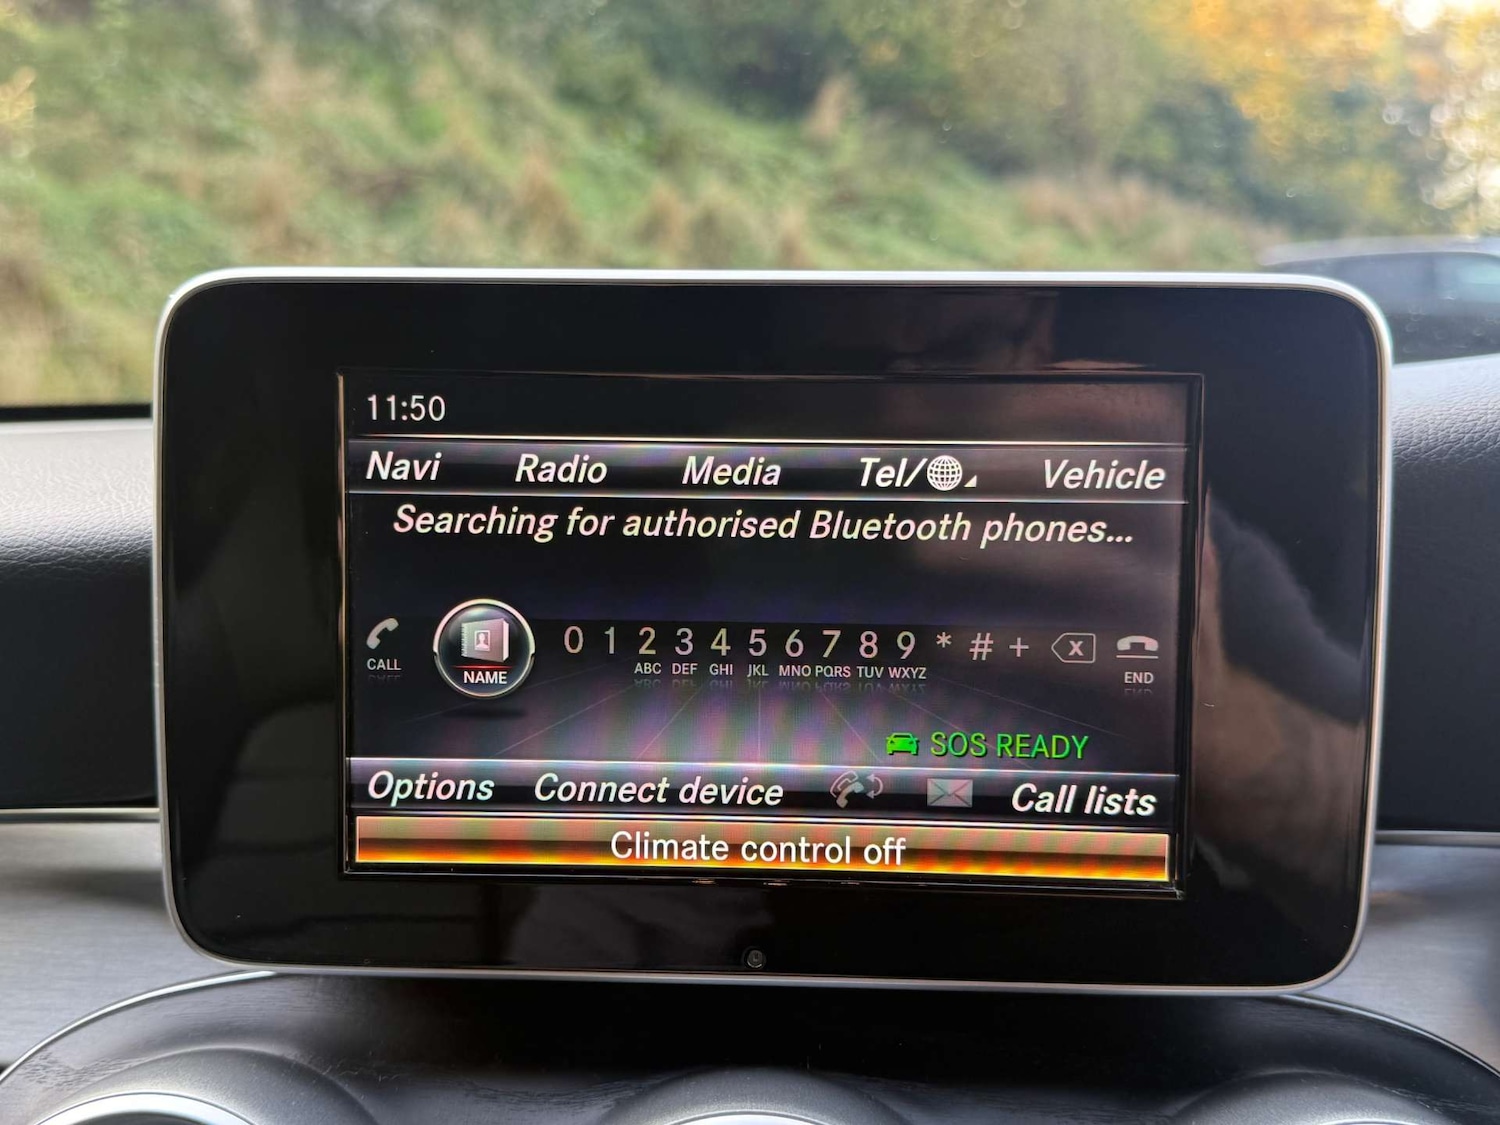 11:50
Navi Radio Media Tel/ Vehicle
Searching for authorised Bluetooth phones...
0 1 2 3 4 5 6 7 8 9 * # + X
CALL NAME ABC DEF GHI JKL MNO PQRS TUV WXYZ END
SOS READY
Options Connect device Call lists
Climate control off